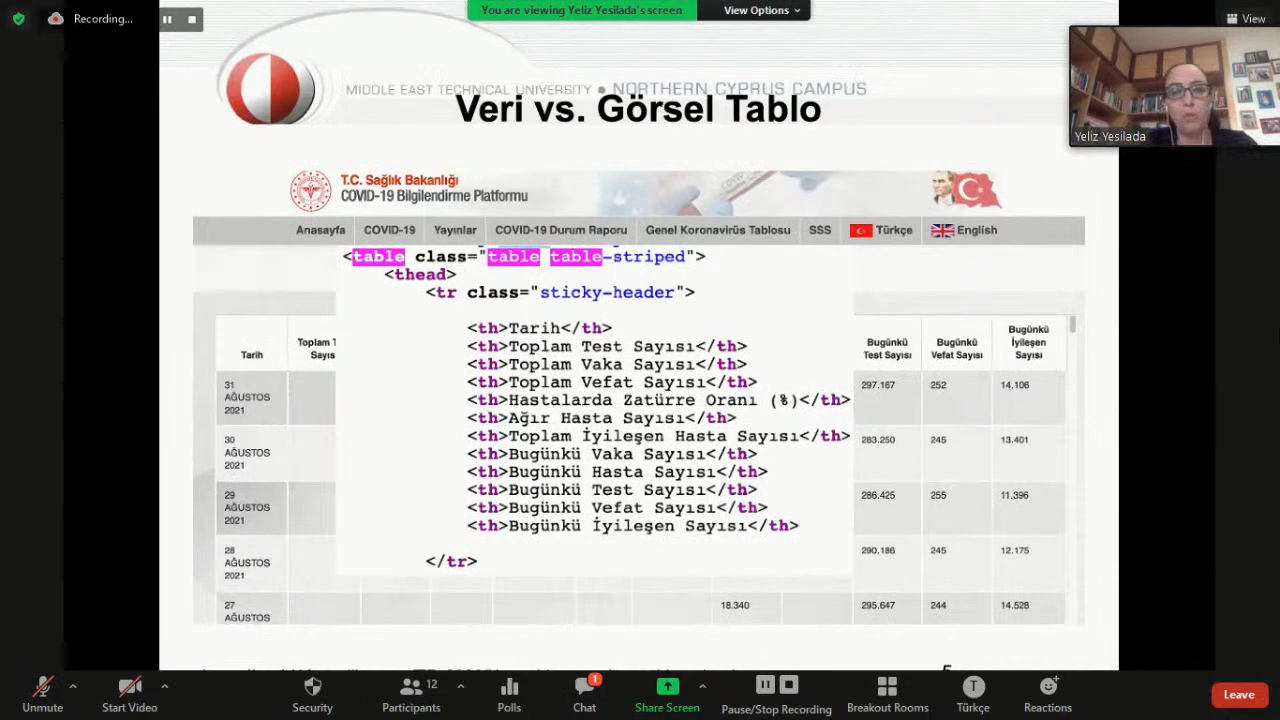 Recording...
You are viewing Yeliz Yesilada's screen
View Options
View
MIDDLE EAST TECHNICAL UNIVERSITY • NORTHERN CYPRUS CAMPUS
Veri vs. Görsel Tablo
Yeliz Yesilada
T.C. Sağlık Bakanlığı
COVID-19 Bilgilendirme Platformu
Anasayfa COVID-19 Yayınlar COVID-19 Durum Raporu Genel Koronavirüs Tablosu SSS Türkçe English
<table class="table table-striped">
<thead>
<tr class="sticky-header">
<th>Tarih</th>
<th>Toplam Test Sayısı</th>
<th>Toplam Vaka Sayısı</th>
<th>Toplam Vefat Sayısı</th>
<th>Hastalarda Zatürre Oranı (%)</th>
<th>Ağır Hasta Sayısı</th>
<th>Toplam İyileşen Hasta Sayısı</th>
<th>Bugünkü Vaka Sayısı</th>
<th>Bugünkü Hasta Sayısı</th>
<th>Bugünkü Test Sayısı</th>
<th>Bugünkü Vefat Sayısı</th>
<th>Bugünkü İyileşen Sayısı</th>
</tr>
Tarih
Toplam T
Sayıs
Bugünkü
Test Sayısı
Bugünkü
Vefat Sayısı
Bugünkü
İyileşen
Sayısı
31
AĞUSTOS
2021
297.167 252 14.106
30
AĞUSTOS
2021
283.250 245 13.401
29
AĞUSTOS
2021
286.425 255 11.396
28
AĞUSTOS
2021
290.186 245 12.175
27
AĞUSTOS
18.340 295.647 244 14.528
Unmute
Start Video
Security
12
Participants
Polls
1
Chat
Share Screen
Pause/Stop Recording
Breakout Rooms
Türkçe
Reactions
Leave